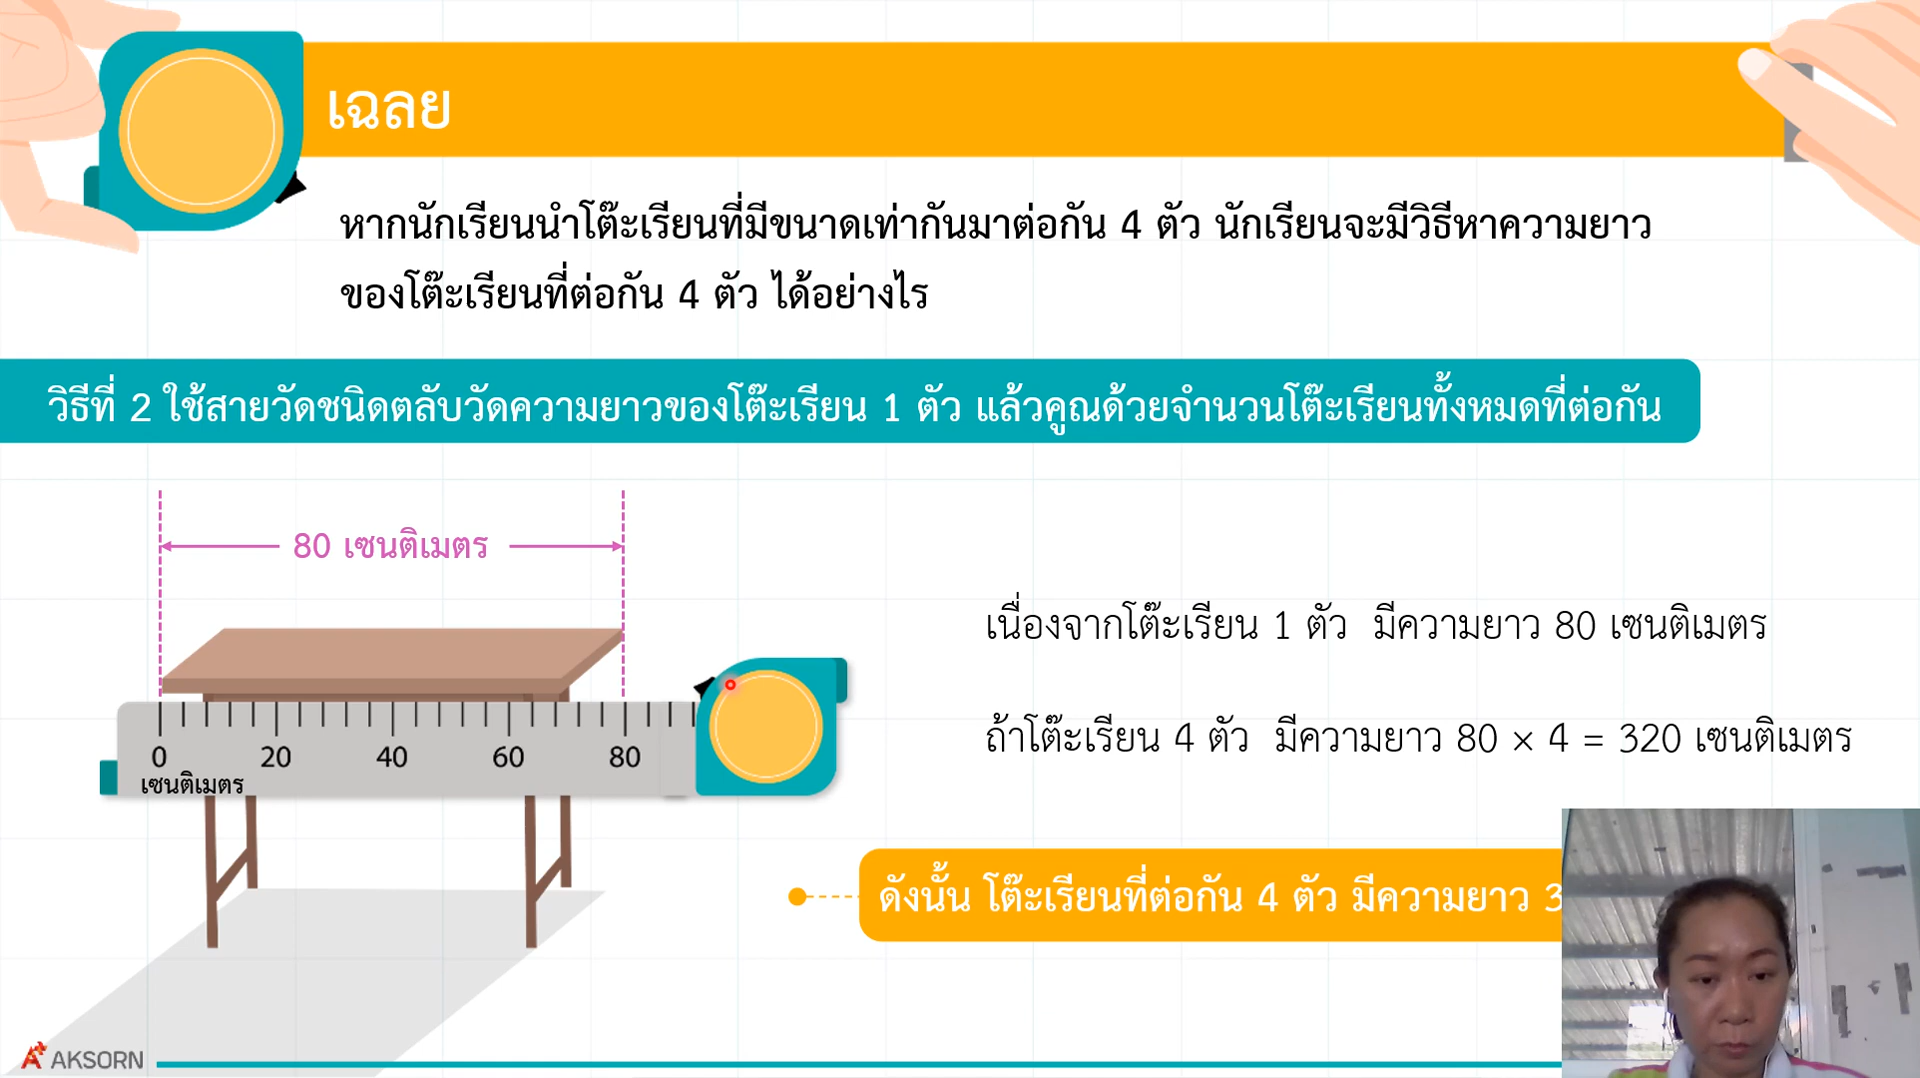 เฉลย
หากนักเรียนนำโต๊ะเรียนที่มีขนาดเท่ากันมาต่อกัน 4 ตัว นักเรียนจะมีวิธีหาความยาว
ของโต๊ะเรียนที่ต่อกัน 4 ตัว ได้อย่างไร
วิธีที่ 2 ใช้สายวัดชนิดตลับวัดความยาวของโต๊ะเรียน 1 ตัว แล้วคูณด้วยจำนวนโต๊ะเรียนทั้งหมดที่ต่อกัน
80 เซนติเมตร
เนื่องจากโต๊ะเรียน 1 ตัว มีความยาว 80 เซนติเมตร
ถ้าโต๊ะเรียน 4 ตัว มีความยาว 80 × 4 = 320 เซนติเมตร
0 20 40 60 80
เซนติเมตร
ดังนั้น โต๊ะเรียนที่ต่อกัน 4 ตัว มีความยาว 3
AKSORN